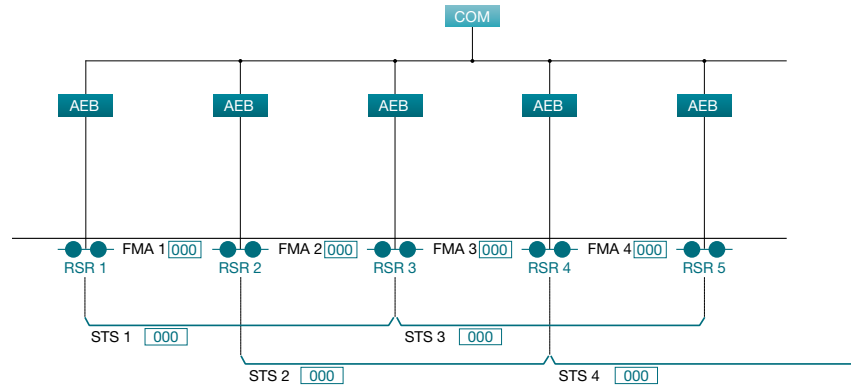 COM
AEB AEB AEB AEB AEB
FMA 1 000 FMA 2 000 FMA 3 000 FMA 4 000
RSR 1 RSR 2 RSR 3 RSR 4 RSR 5
STS 1 000 STS 3 000
STS 2 000 STS 4 000